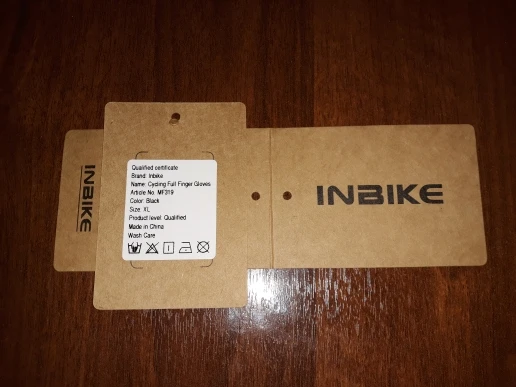 INBIKE
Qualified certificate
Brand: Inbike
Name: Cycling Full Finger Gloves
Article No. MF319
Color: Black
Size: XL
Product level: Qualified
Made in China
Wash Care
INBIKE